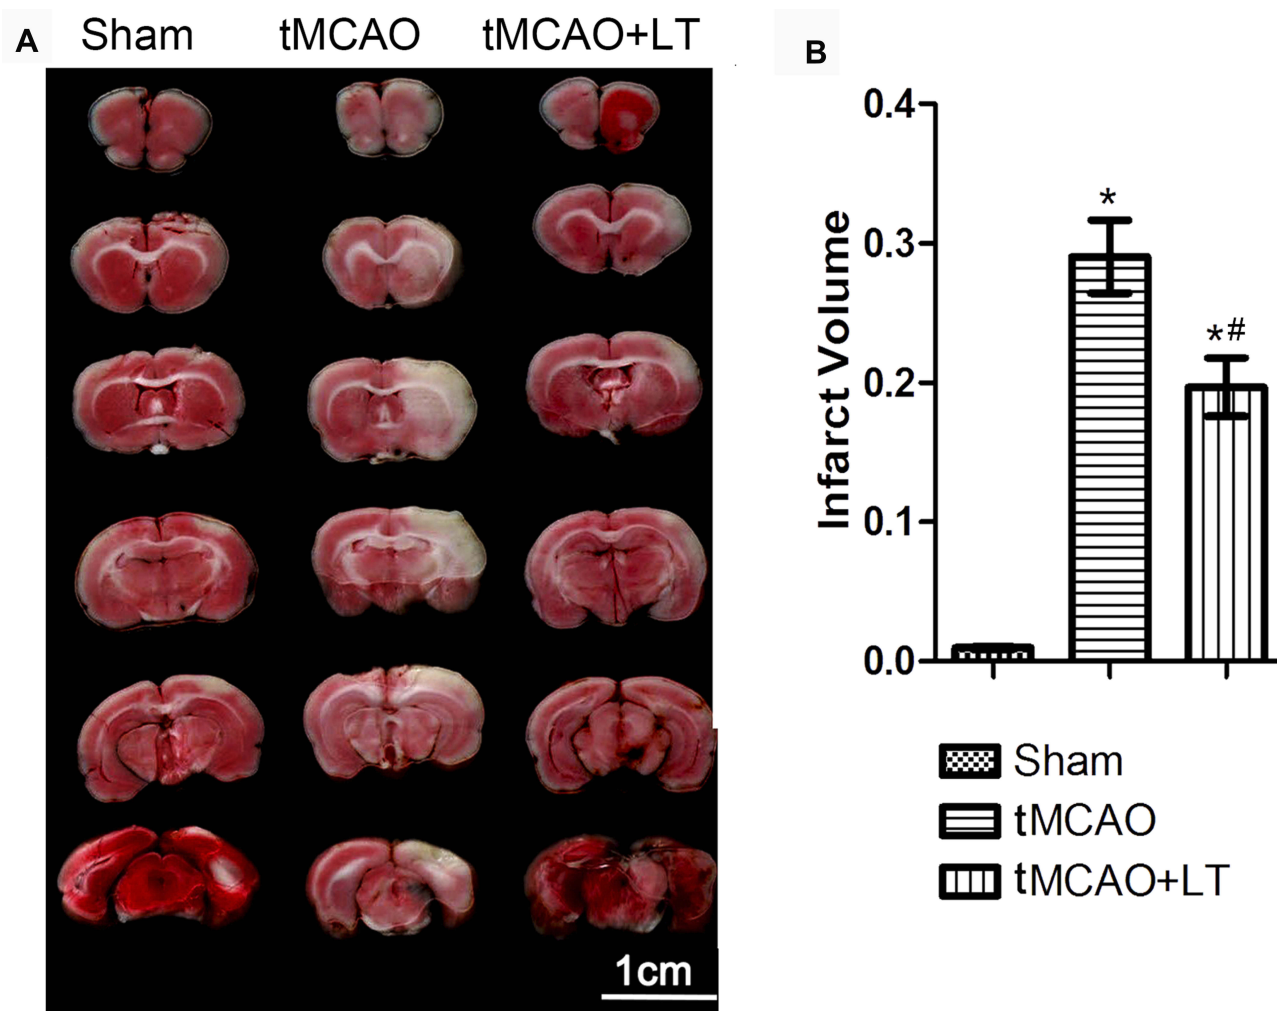 A
Sham tMCAO tMCAO+LT
1cm
B
Infarct Volume
0.4
0.3
0.2
0.1
0.0
*
*#
Sham
tMCAO
tMCAO+LT